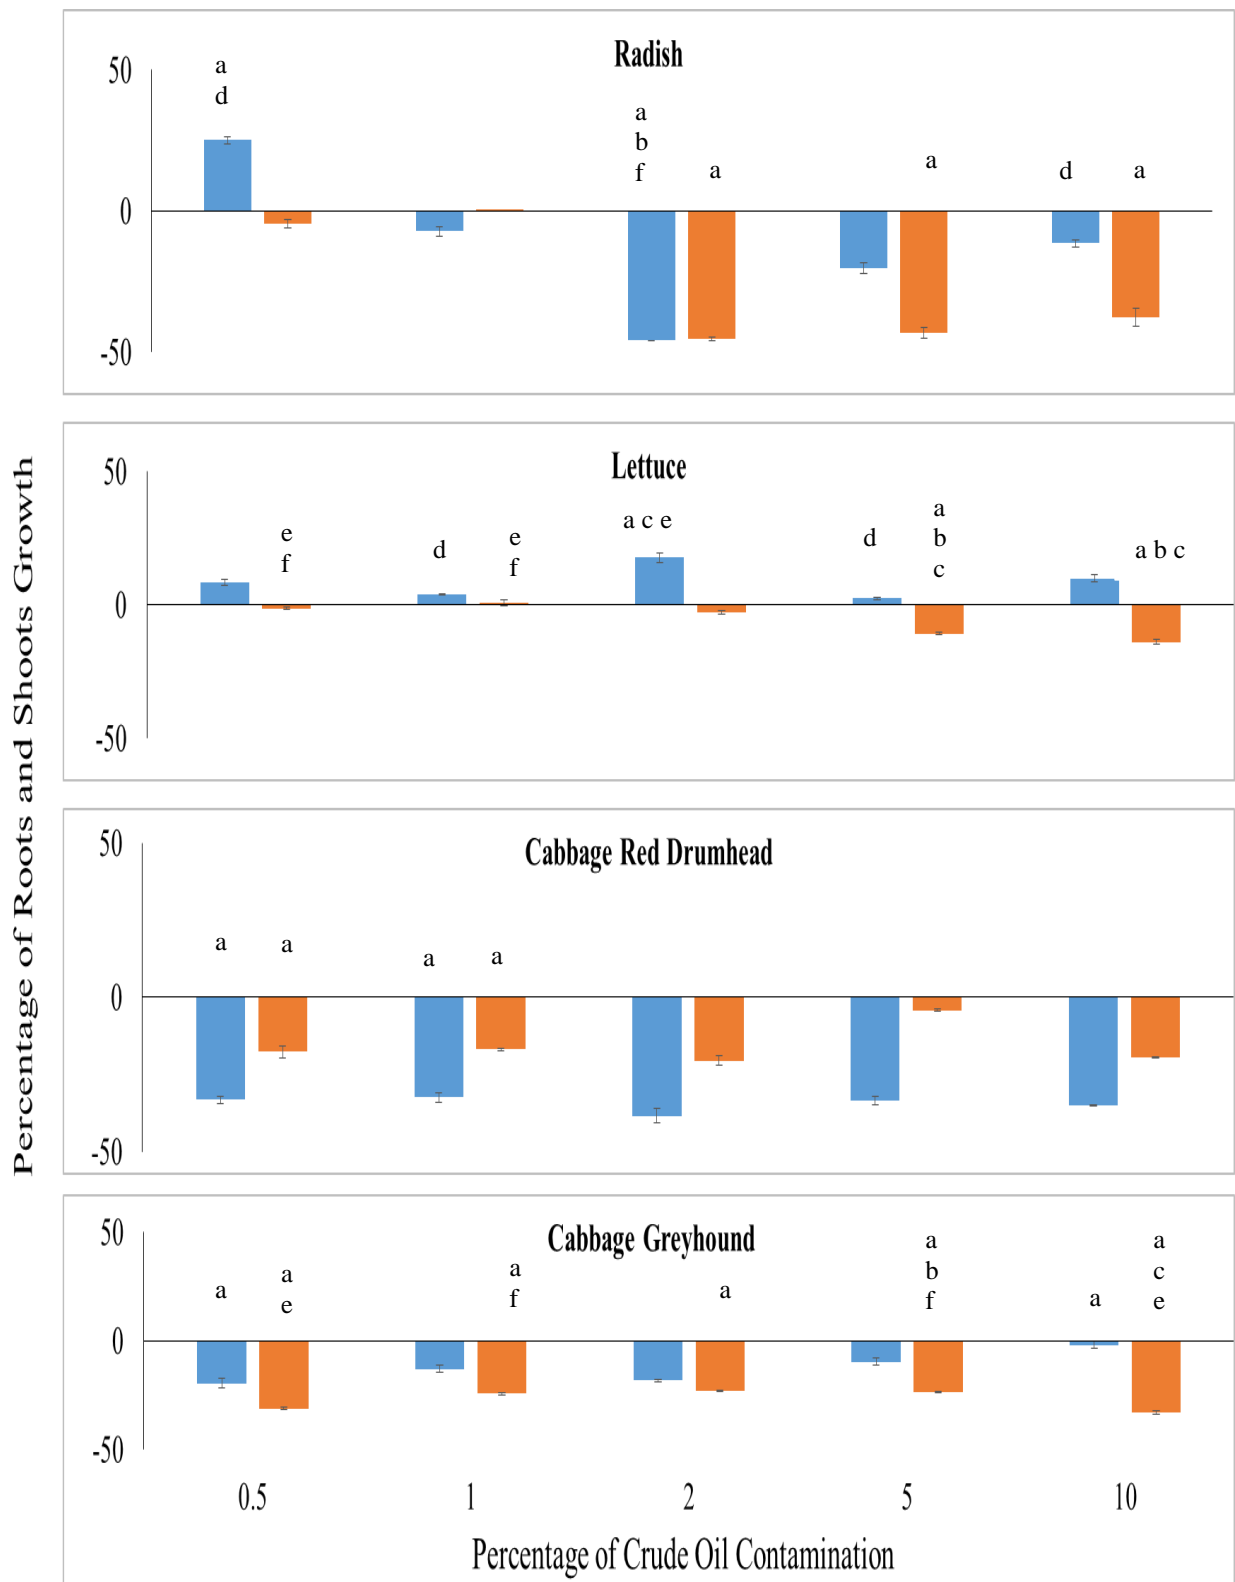 Percentage of Roots and Shoots Growth
Radish
50
0
-50
a
d
a
b
f
a
a
d
a
Lettuce
50
0
-50
e
f
d
e
f
a c e
d
a
b
c
a b c
Cabbage Red Drumhead
50
0
-50
a
a
a
a
Cabbage Greyhound
50
0
-50
a
a
e
a
f
a
a
b
f
a
a
c
e
0.5 1 2 5 10
Percentage of Crude Oil Contamination